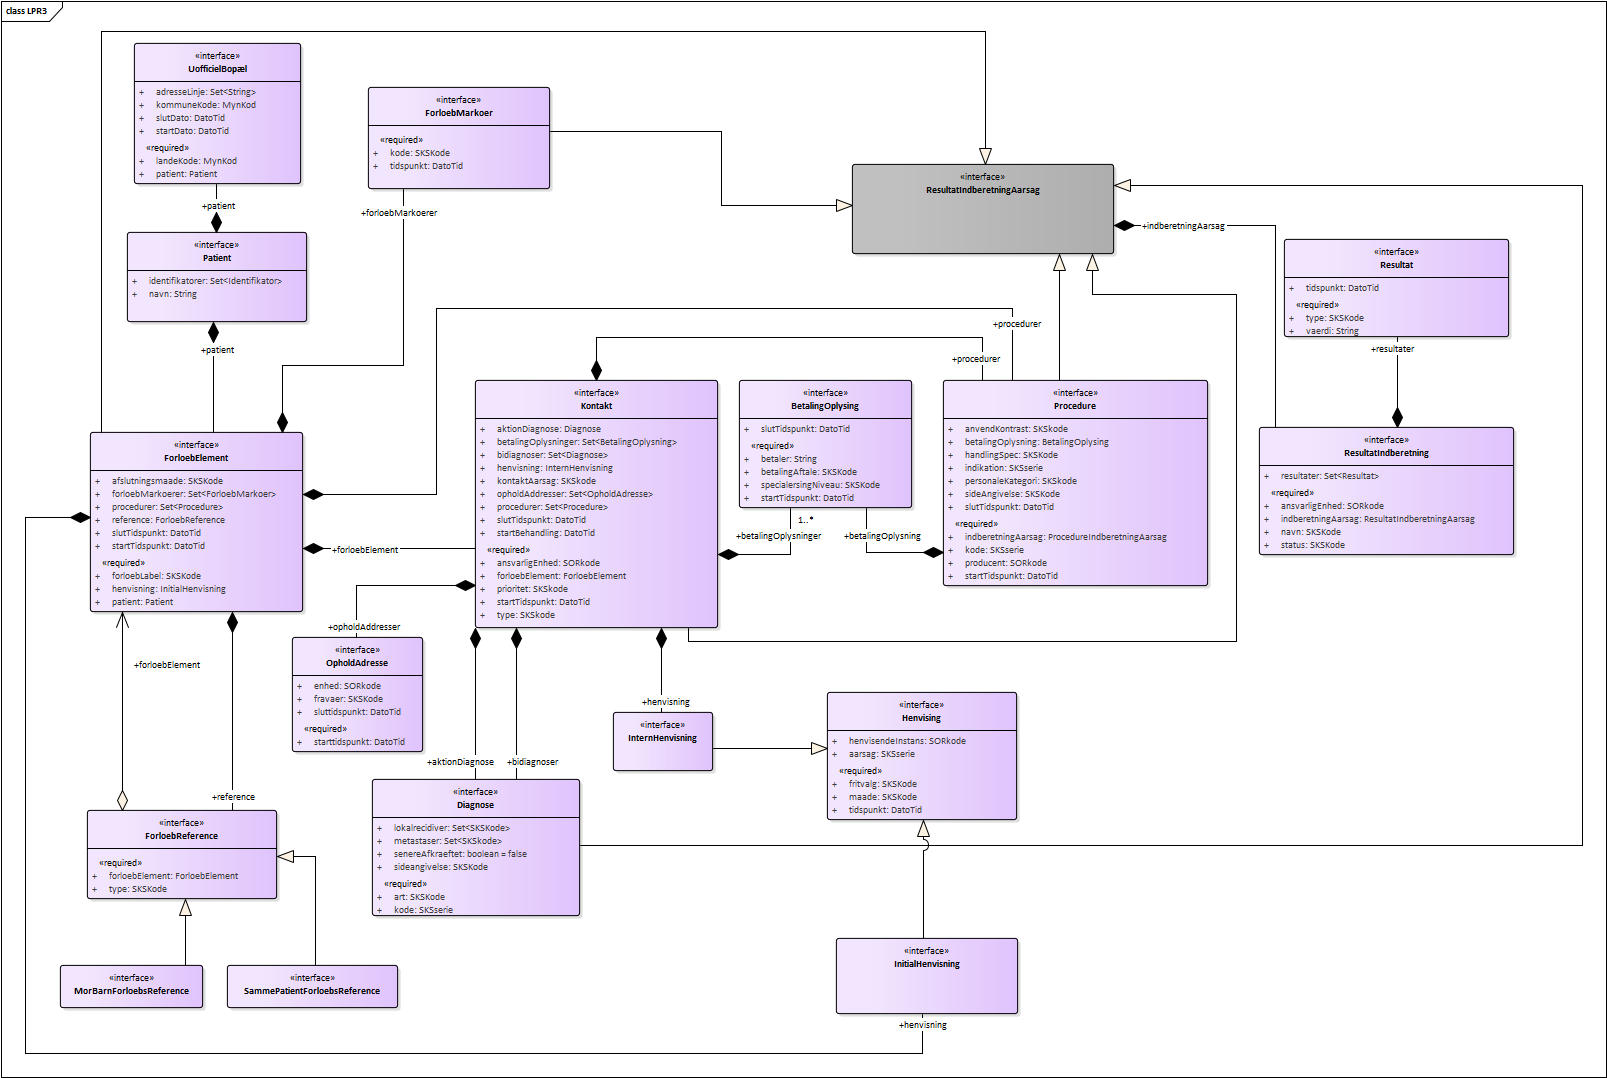 class LPR3
«interface»
UofficielBopæl
+ adresseLinje: Set<String>
+ kommuneKode: MynKod
+ slutDato: DatoTid
+ startDato: DatoTid
«required»
+ landeKode: MynKod
+ patient: Patient
+patient
«interface»
Patient
+ identifikatorer: Set<Identifikator>
+ navn: String
+patient
«interface»
ForloebMarkoer
«required»
+ kode: SKSKode
+ tidspunkt: DatoTid
+forloebMarkoerer
«interface»
ResultatIndberetningAarsag
+indberetningAarsag
«interface»
Resultat
+ tidspunkt: DatoTid
«required»
+ type: SKSKode
+ vaerdi: String
+resultater
+procedurer
+procedurer
«interface»
ForloebElement
+ afslutningsmaade: SKSKode
+ forloebMarkoerer: Set<ForloebMarkoer>
+ procedurer: Set<Procedure>
+ reference: ForloebReference
+ slutTidspunkt: DatoTid
+ startTidspunkt: DatoTid
«required»
+ forloebLabel: SKSKode
+ henvisning: InitialHenvisning
+ patient: Patient
+forloebElement
«interface»
Kontakt
+ aktionDiagnose: Diagnose
+ betalingOplysninger: Set<BetalingOplysning>
+ bidiagnoser: Set<Diagnose>
+ henvisning: InternHenvisning
+ kontaktAarsag: SKSkode
+ opholdAddresser: Set<OpholdAdresse>
+ procedurer: Set<Procedure>
+ slutTidspunkt: DatoTid
+ startBehandling: DatoTid
«required»
+ ansvarligEnhed: SORkode
+ forloebElement: ForloebElement
+ prioritet: SKSkode
+ startTidspunkt: DatoTid
+ type: SKSkode
«interface»
BetalingOplysing
+ slutTidspunkt: DatoTid
«required»
+ betaler: String
+ betalingAftale: SKSKode
+ specialersingNiveau: SKSKode
+ startTidspunkt: DatoTid
1..*
+betalingOplysninger
+betalingOplysning
«interface»
Procedure
+ anvendKontrast: SKSkode
+ betalingOplysning: BetalingOplysing
+ handlingSpec: SKSKode
+ indikation: SKSserie
+ personaleKategori: SKSkode
+ sideAngivelse: SKSKode
+ slutTidspunkt: DatoTid
«required»
+ indberetningAarsag: ProcedureIndberetningAarsag
+ kode: SKSserie
+ producent: SORkode
+ startTidspunkt: DatoTid
«interface»
ResultatIndberetning
+ resultater: Set<Resultat>
«required»
+ ansvarligEnhed: SORkode
+ indberetningAarsag: ResultatIndberetningAarsag
+ navn: SKSKode
+ status: SKSKode
+opholdAddresser
«interface»
OpholdAdresse
+ enhed: SORkode
+ fravaer: SKSKode
+ sluttidspunkt: DatoTid
«required»
+ starttidspunkt: DatoTid
+forloebElement
+reference
+aktionDiagnose
+bidiagnoser
+henvisning
«interface»
InternHenvisning
«interface»
Henvising
+ henvisendeInstans: SORkode
+ aarsag: SKSserie
«required»
+ fritvalg: SKSKode
+ maade: SKSKode
+ tidspunkt: DatoTid
«interface»
ForloebReference
«required»
+ forloebElement: ForloebElement
+ type: SKSKode
«interface»
Diagnose
+ lokalrecidiver: Set<SKSKode>
+ metastaser: Set<SKSkode>
+ senereAfkraeftet: boolean = false
+ sideangivelse: SKSKode
«required»
+ art: SKSKode
+ kode: SKSserie
«interface»
MorBarnForloebsReference
«interface»
SammePatientForloebsReference
«interface»
InitialHenvisning
+henvisning